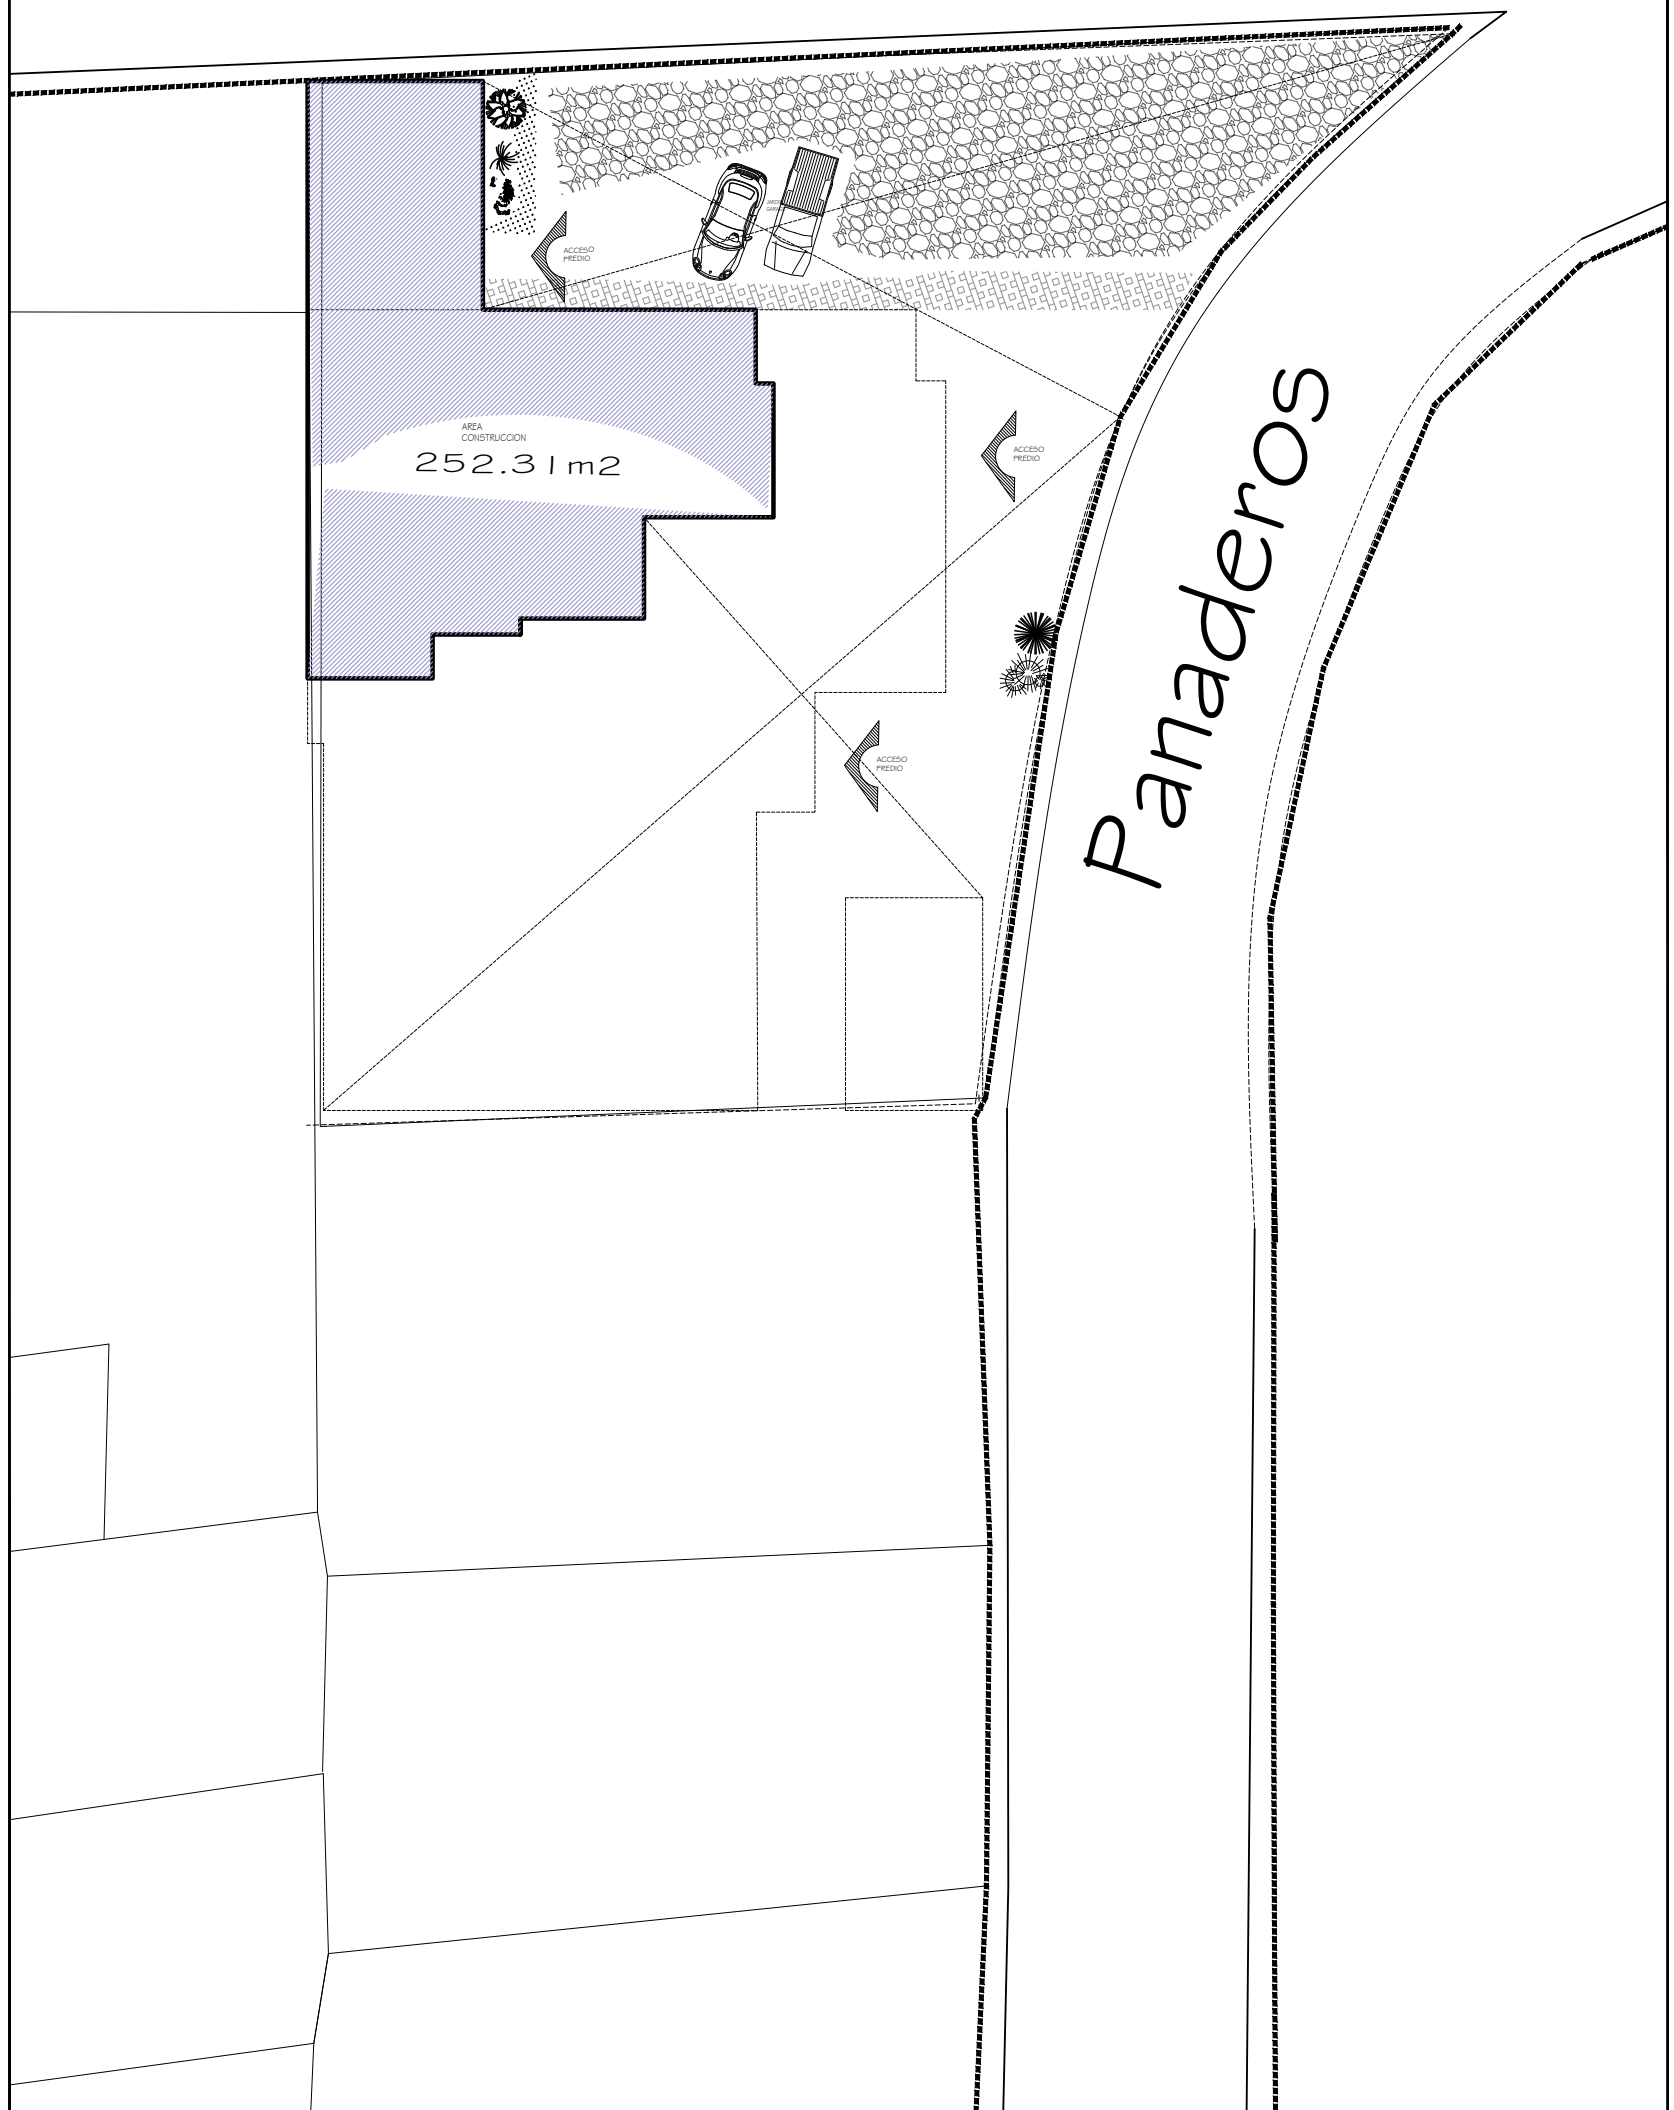 ACCESO
PREDIO
AREA
CONSTRUCCION
252.31m2
ACCESO
PREDIO
ACCESO
PREDIO
Panaderos